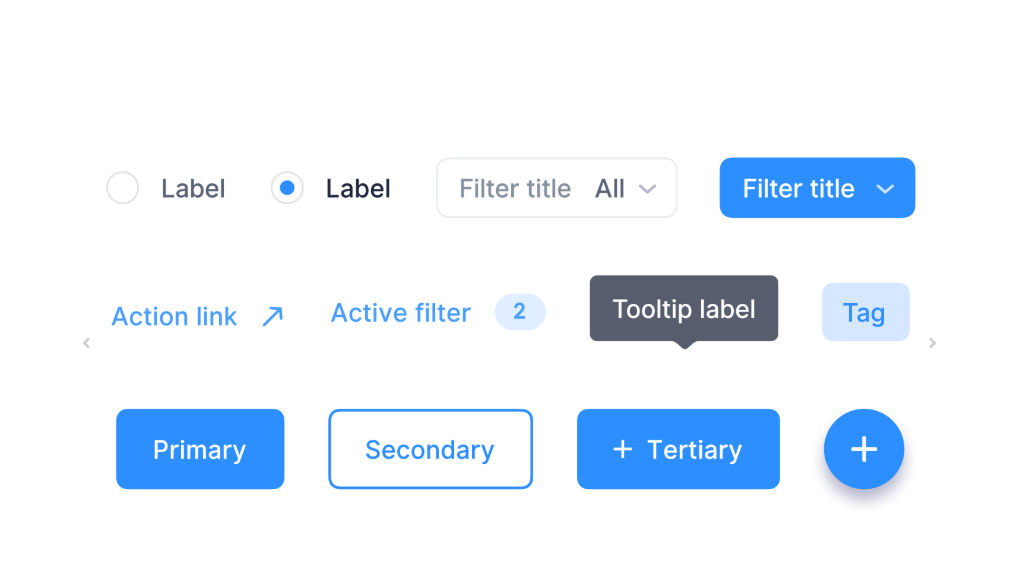 Label Label Filter title All Filter title
Action link Active filter 2 Tooltip label Tag
Primary Secondary + Tertiary +